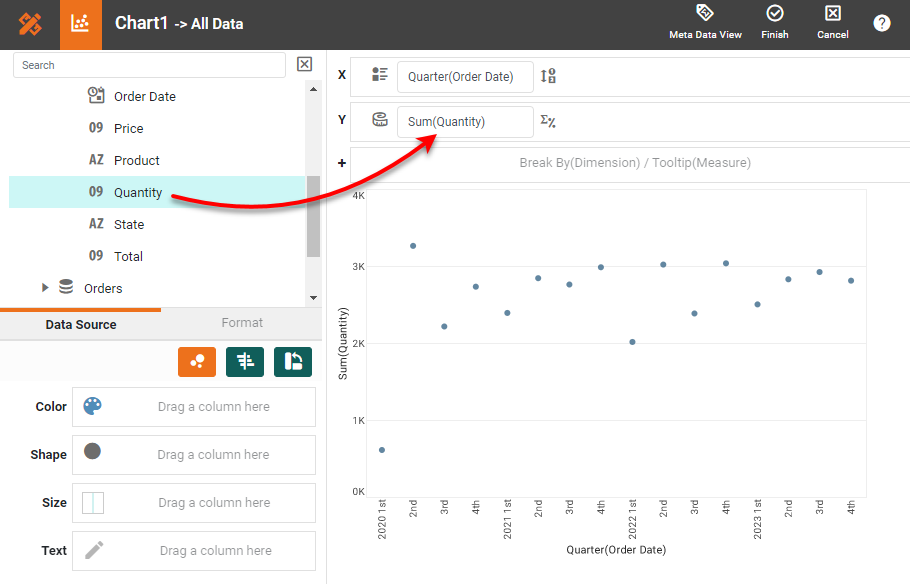 Chart1 -> All Data
Meta Data View
Finish
Cancel
?
Search
Order Date
09 Price
AZ Product
09 Quantity
AZ State
09 Total
Orders
Data Source
Format
Color
Drag a column here
Shape
Drag a column here
Size
Drag a column here
Text
Drag a column here
X
Quarter(Order Date)
Y
Sum(Quantity)
Σ%
+
Break By(Dimension) / Tooltip(Measure)
4K
3K
2K
1K
0K
Sum(Quantity)
2020 1st
2nd
3rd
4th
2021 1st
2nd
3rd
4th
2022 1st
2nd
3rd
4th
2023 1st
2nd
3rd
4th
Quarter(Order Date)